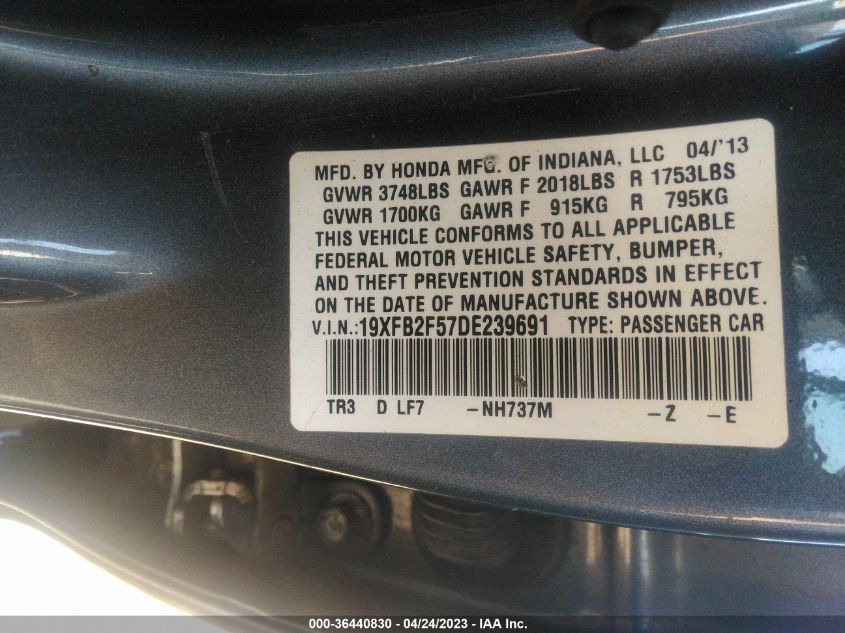 MFD. BY HONDA MFG. OF INDIANA, LLC 04/'13
GVWR 3748LBS GAWR F 2018LBS R 1753LBS
GVWR 1700KG GAWR F 915KG R 795KG
THIS VEHICLE CONFORMS TO ALL APPLICABLE
FEDERAL MOTOR VEHICLE SAFETY, BUMPER,
AND THEFT PREVENTION STANDARDS IN EFFECT
ON THE DATE OF MANUFACTURE SHOWN ABOVE.
V.I.N.:19XFB2F57DE239691 TYPE: PASSENGER CAR
TR3 D LF7 -NH737M -Z -E
000-36440830 - 04/24/2023 - IAA Inc.